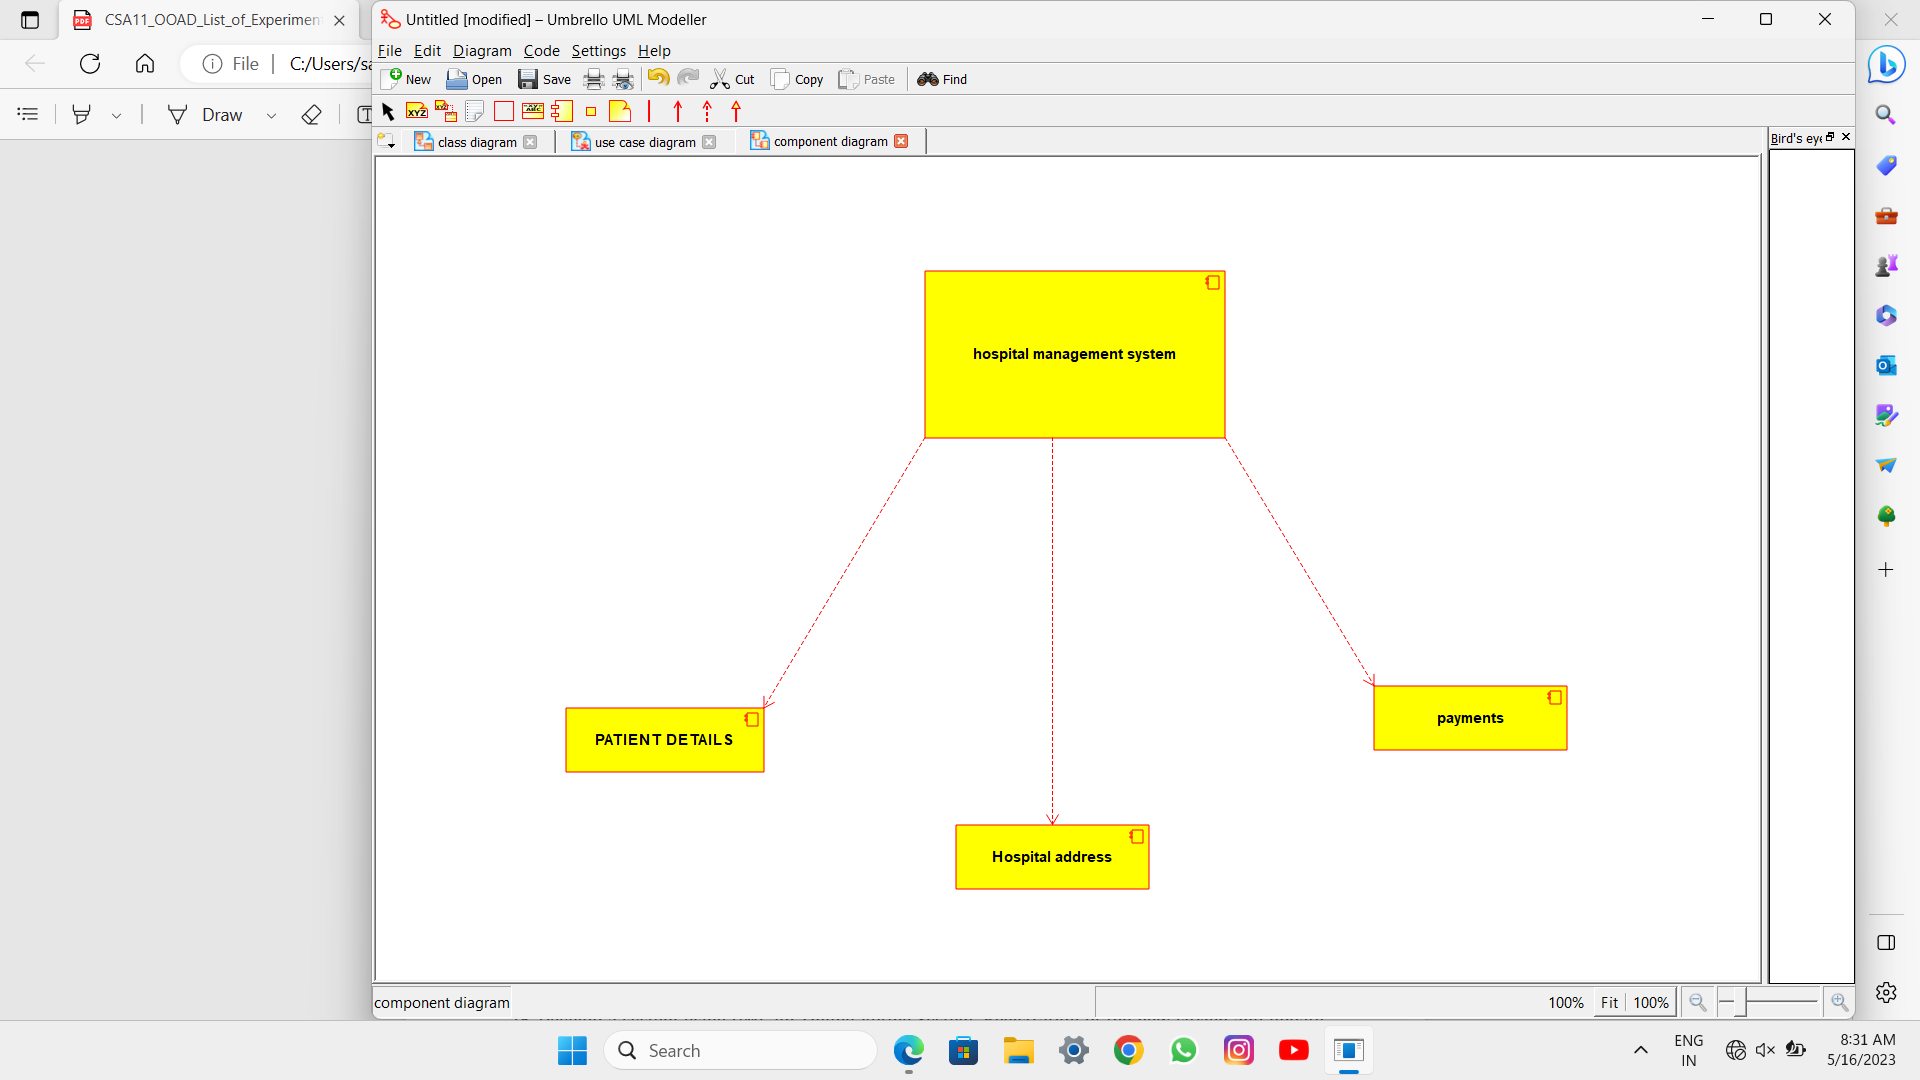 CSA11_OOAD_List_of_Experimen
Untitled [modified] – Umbrello UML Modeller
File Edit Diagram Code Settings Help
File C:/Users/sa
New Open Save Cut Copy Paste Find
Draw
XYZ
class diagram use case diagram component diagram
Bird's eye
hospital management system
payments
PATIENT DETAILS
Hospital address
component diagram
100% Fit 100%
Search
ENG
IN
8:31 AM
5/16/2023